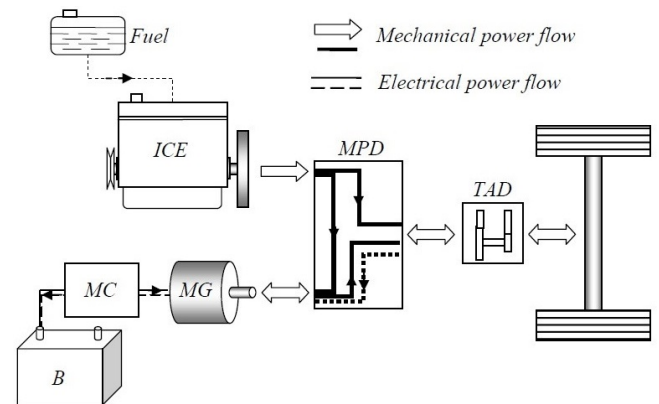 Fuel
Mechanical power flow
Electrical power flow
ICE
MPD
TAD
MC
MG
B